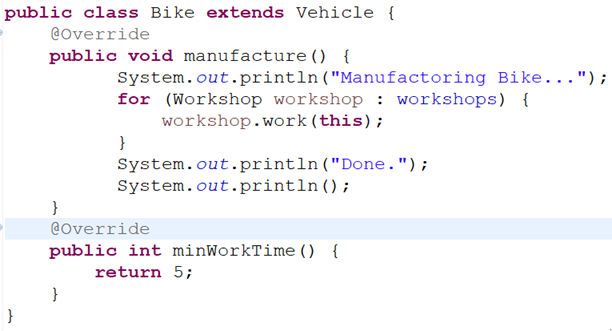 public class Bike extends Vehicle {
@Override
public void manufacture() {
System.out.println("Manufactoring Bike...");
for (Workshop workshop : workshops) {
workshop.work(this);
}
System.out.println("Done.");
System.out.println();
}
@Override
public int minWorkTime() {
return 5;
}
}